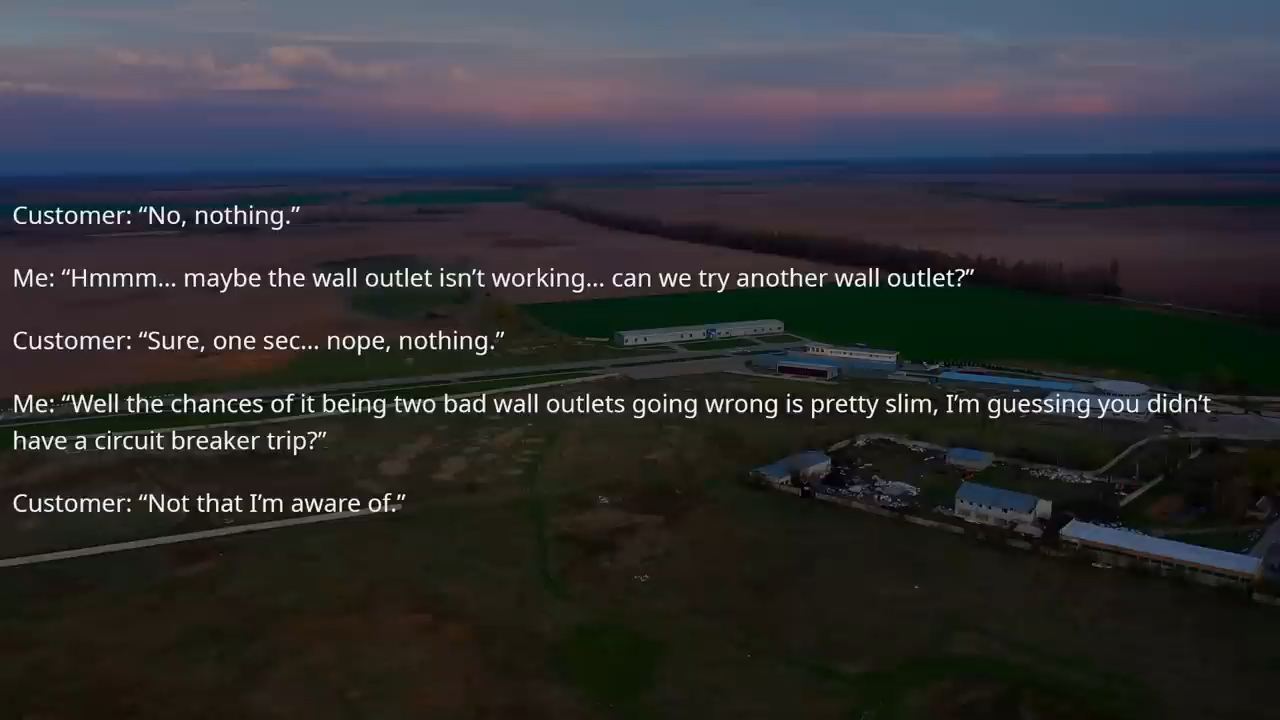 Customer: “No, nothing.”
Me: “Hmmm... maybe the wall outlet isn’t working... can we try another wall outlet?”
Customer: “Sure, one sec... nope, nothing.”
Me: “Well the chances of it being two bad wall outlets going wrong is pretty slim, I’m guessing you didn’t
have a circuit breaker trip?”
Customer: “Not that I’m aware of.”